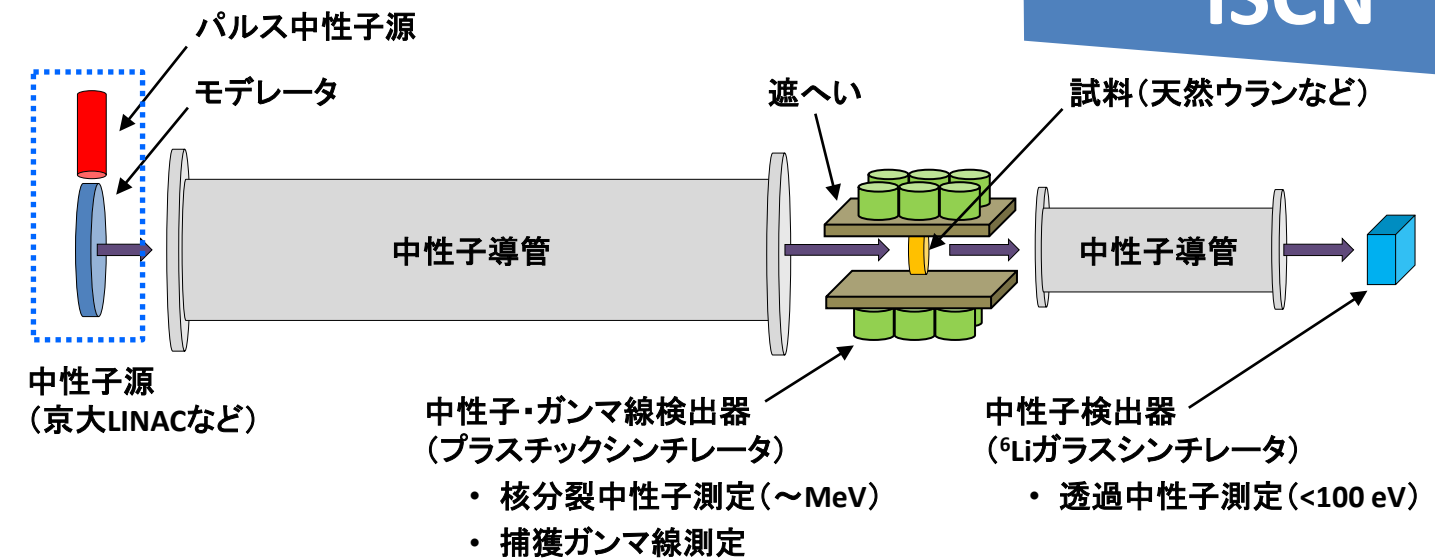 ISCN
パルス中性子源
モデレータ
遮へい
試料（天然ウランなど）
中性子導管
中性子導管
中性子源
（京大LINACなど）
中性子・ガンマ線検出器
（プラスチックシンチレータ）
• 核分裂中性子測定（～MeV）
• 捕獲ガンマ線測定
中性子検出器
（⁶Liガラスシンチレータ）
• 透過中性子測定（<100 eV）